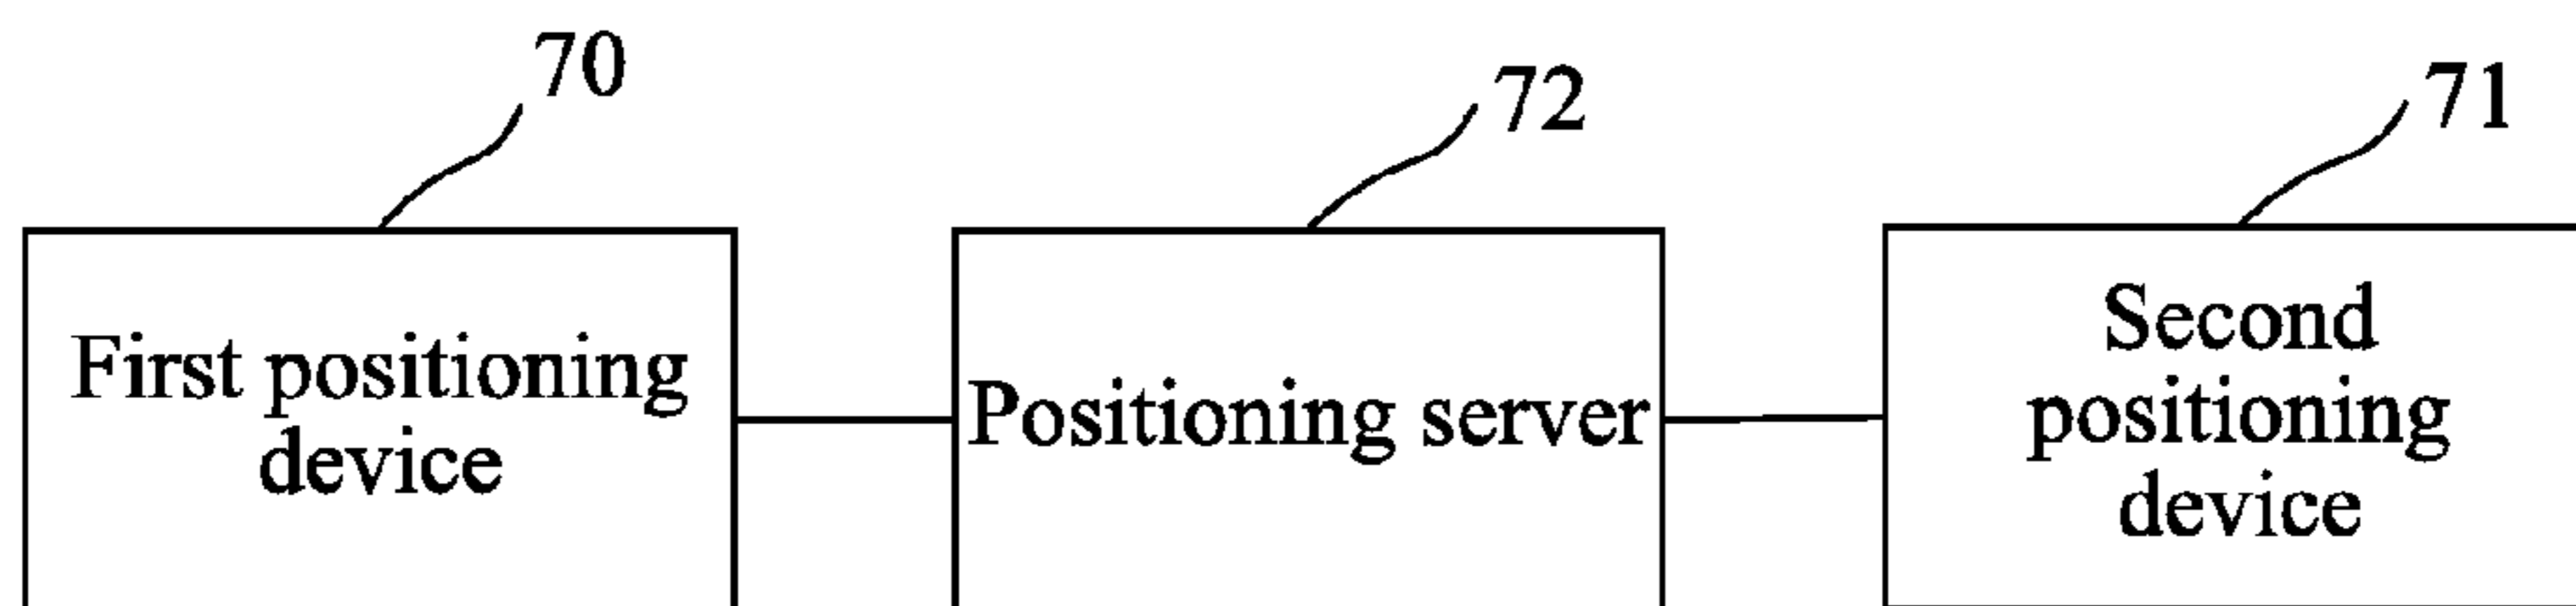 70
72
71
First positioning
device
Positioning server
Second
positioning
device